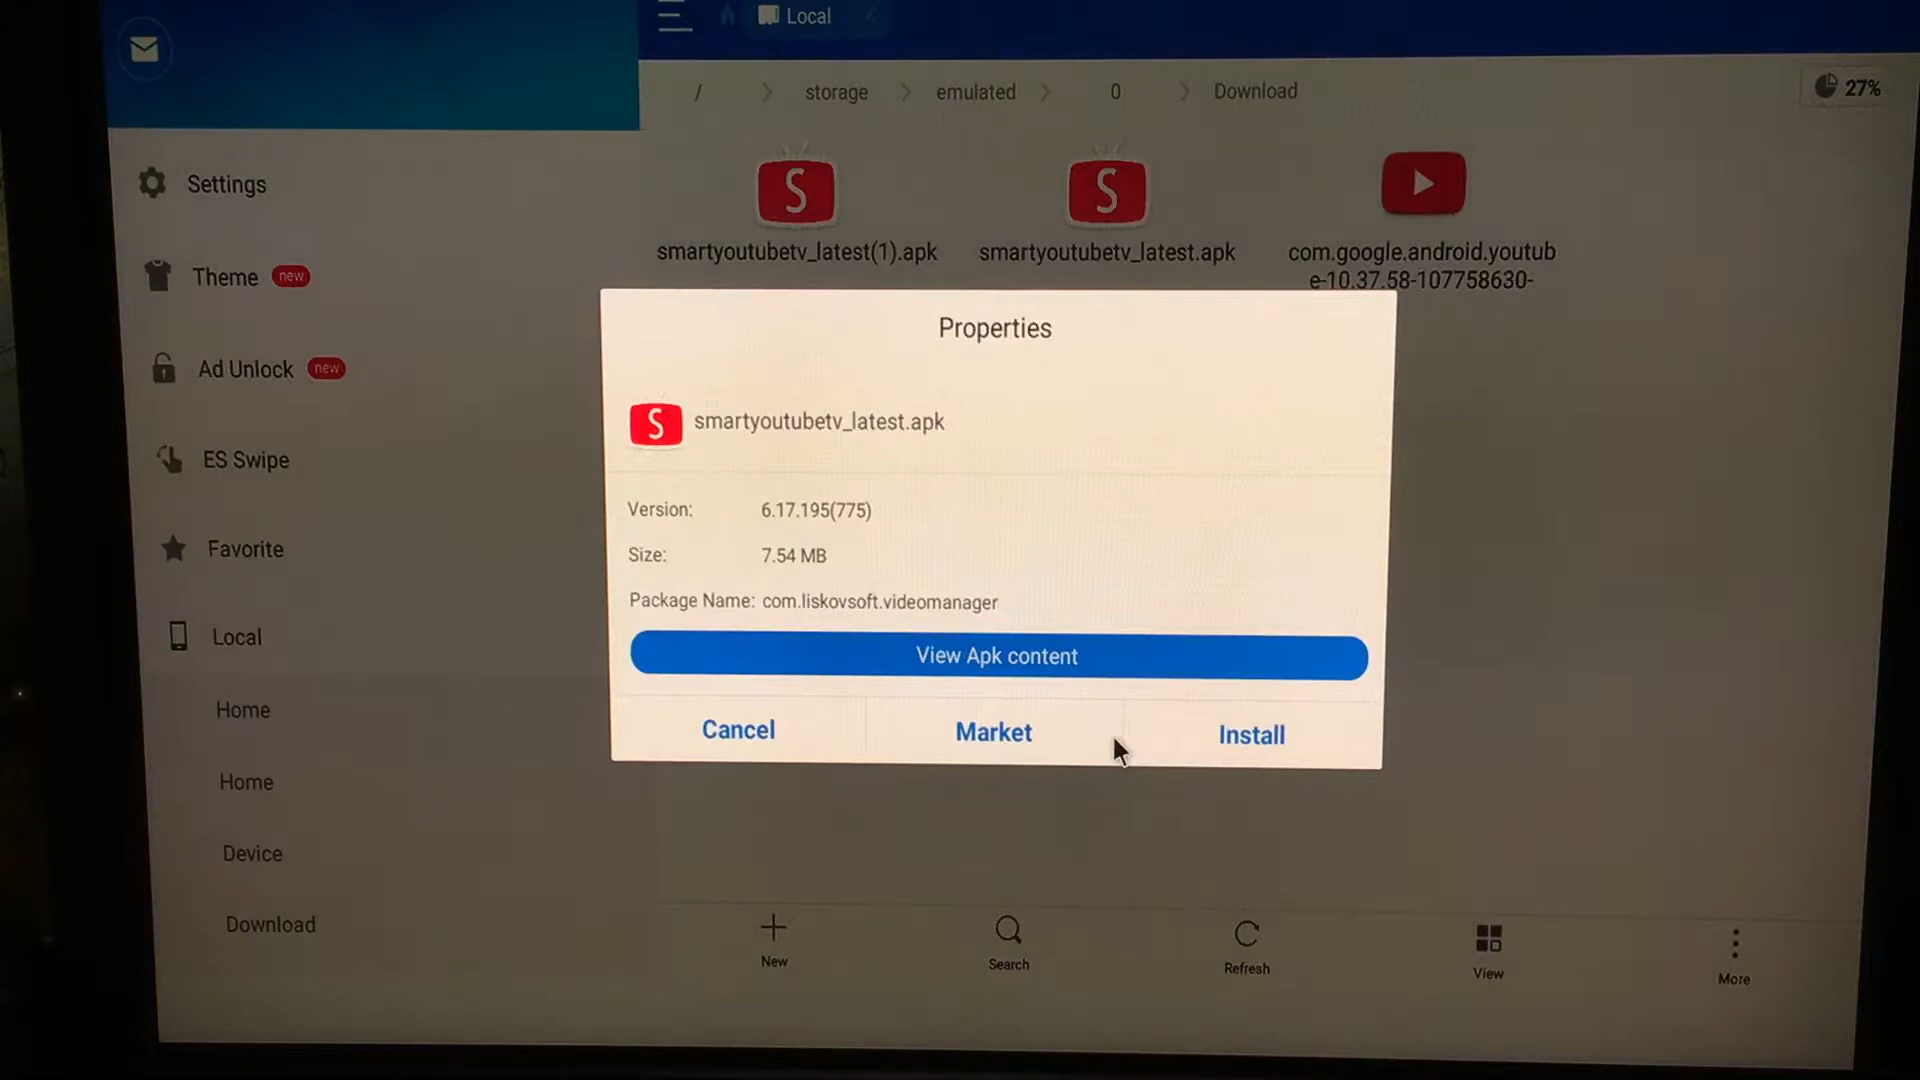 Local
/ storage emulated 0 Download
27%
Settings
Theme new
Ad Unlock new
ES Swipe
Favorite
Local
Home
Home
Device
Download
S
smartyoutubetv_latest(1).apk
S
smartyoutubetv_latest.apk
com.google.android.youtub
e-10.37.58-107758630-
Properties
S smartyoutubetv_latest.apk
Version: 6.17.195(775)
Size: 7.54 MB
Package Name: com.liskovsoft.videomanager
View Apk content
Cancel Market Install
New Search Refresh View More